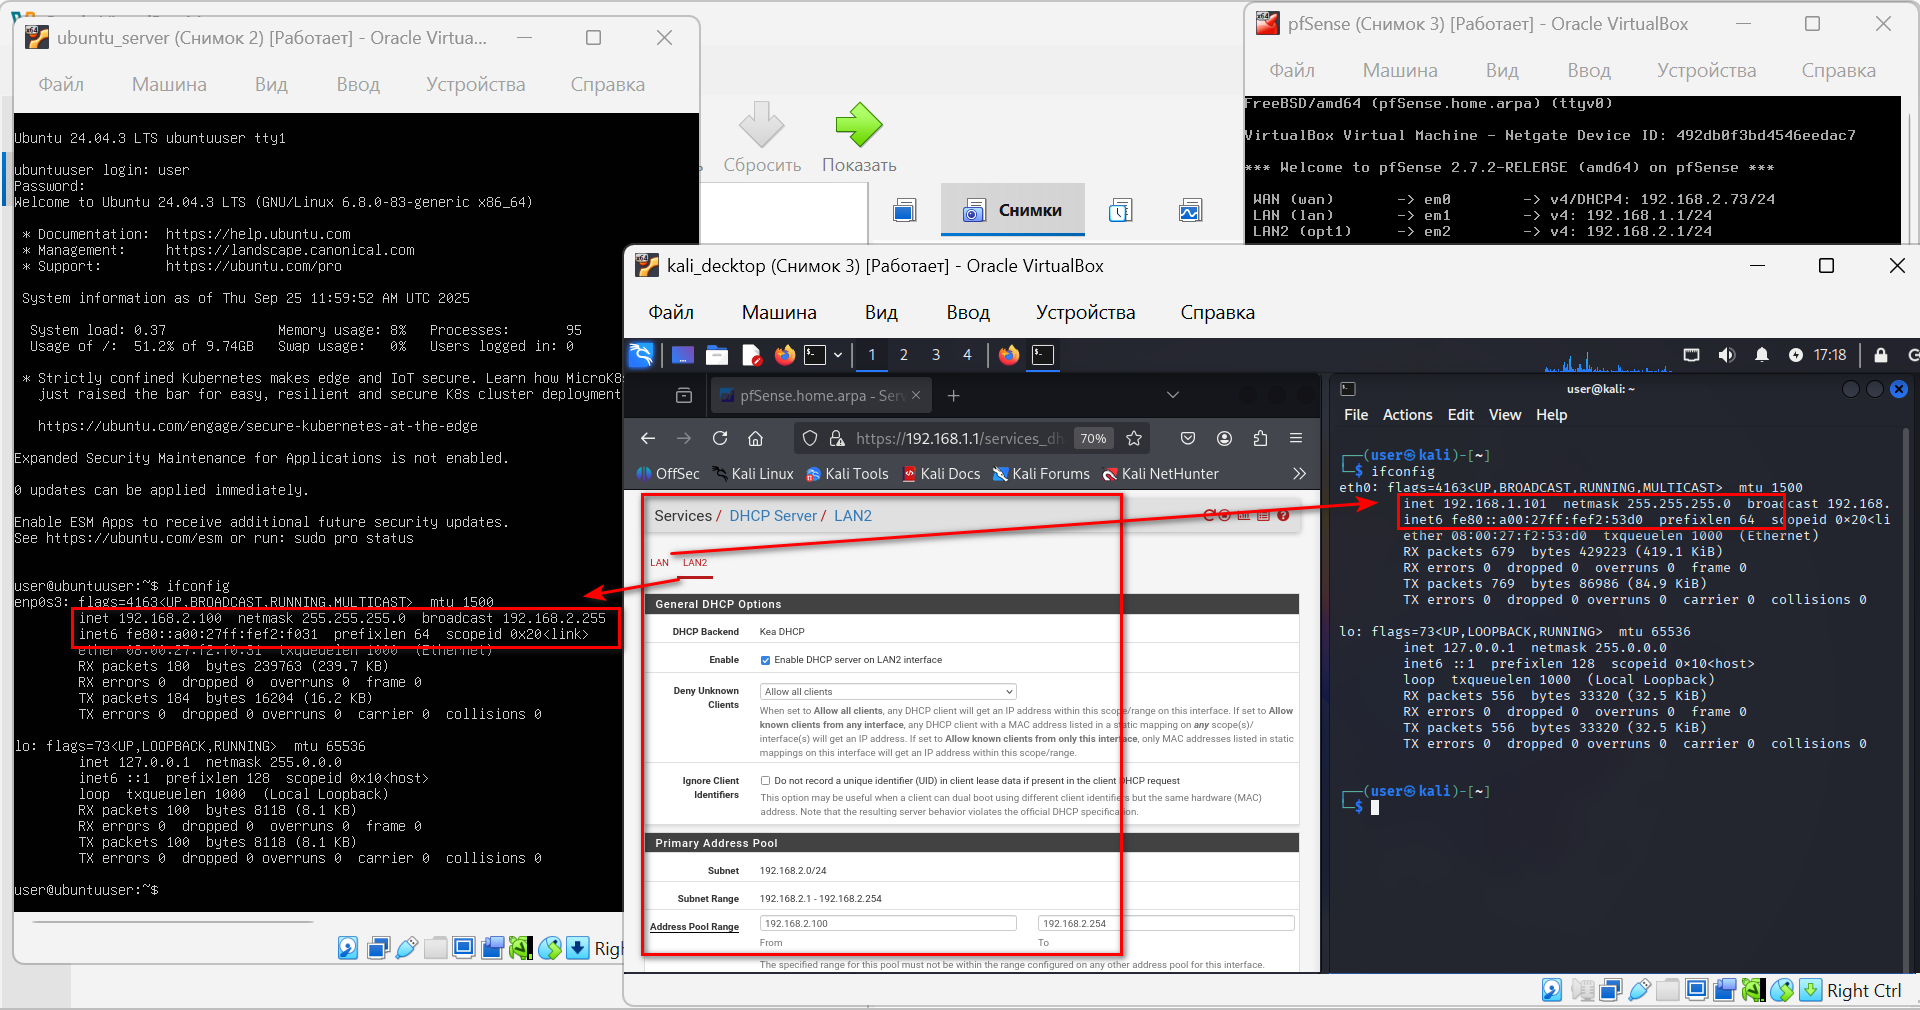 ubuntu_server (Снимок 2) [Работает] - Oracle Virtua...
Файл Машина Вид Ввод Устройства Справка
Ubuntu 24.04.3 LTS ubuntuuser tty1
ubuntuuser login: user
Password:
Welcome to Ubuntu 24.04.3 LTS (GNU/Linux 6.8.0-83-generic x86_64)
* Documentation: https://help.ubuntu.com
* Management: https://landscape.canonical.com
* Support: https://ubuntu.com/pro
System information as of Thu Sep 25 11:59:52 AM UTC 2025
System load: 0.37 Memory usage: 8% Processes: 95
Usage of /: 51.2% of 9.74GB Swap usage: 0% Users logged in: 0
* Strictly confined Kubernetes makes edge and IoT secure. Learn how MicroK8s
just raised the bar for easy, resilient and secure K8s cluster deployment
https://ubuntu.com/engage/secure-kubernetes-at-the-edge
Expanded Security Maintenance for Applications is not enabled.
0 updates can be applied immediately.
Enable ESM Apps to receive additional future security updates.
See https://ubuntu.com/esm or run: sudo pro status
user@ubuntuuser:~$ ifconfig
enp0s3: flags=4163<UP,BROADCAST,RUNNING,MULTICAST> mtu 1500
inet 192.168.2.100 netmask 255.255.255.0 broadcast 192.168.2.255
inet6 fe80::a00:27ff:fef2:f031 prefixlen 64 scopeid 0x20<link>
ether 08:00:27:f2:f0:31 txqueuelen 1000 (Ethernet)
RX packets 180 bytes 239763 (239.7 KB)
RX errors 0 dropped 0 overruns 0 frame 0
TX packets 184 bytes 16204 (16.2 KB)
TX errors 0 dropped 0 overruns 0 carrier 0 collisions 0
lo: flags=73<UP,LOOPBACK,RUNNING> mtu 65536
inet 127.0.0.1 netmask 255.0.0.0
inet6 ::1 prefixlen 128 scopeid 0x10<host>
loop txqueuelen 1000 (Local Loopback)
RX packets 100 bytes 8118 (8.1 KB)
RX errors 0 dropped 0 overruns 0 frame 0
TX packets 100 bytes 8118 (8.1 KB)
TX errors 0 dropped 0 overruns 0 carrier 0 collisions 0
user@ubuntuuser:~$
Righ
Сбросить Показать
Снимки
pfSense (Снимок 3) [Работает] - Oracle VirtualBox
Файл Машина Вид Ввод Устройства Справка
FreeBSD/amd64 (pfSense.home.arpa) (ttyv0)
VirtualBox Virtual Machine - Netgate Device ID: 492db0f3bd4546eedac7
*** Welcome to pfSense 2.7.2-RELEASE (amd64) on pfSense ***
WAN (wan) -> em0 -> v4/DHCP4: 192.168.2.73/24
LAN (lan) -> em1 -> v4: 192.168.1.1/24
LAN2 (opt1) -> em2 -> v4: 192.168.2.1/24
kali_decktop (Снимок 3) [Работает] - Oracle VirtualBox
Файл Машина Вид Ввод Устройства Справка
1 2 3 4 17:18
pfSense.home.arpa - Serv
https://192.168.1.1/services_dh 70%
OffSec Kali Linux Kali Tools Kali Docs Kali Forums Kali NetHunter
Services / DHCP Server / LAN2
LAN LAN2
General DHCP Options
DHCP Backend Kea DHCP
Enable Enable DHCP server on LAN2 interface
Deny Unknown Clients Allow all clients
When set to Allow all clients, any DHCP client will get an IP address within this scope/range on this interface. If set to Allow
known clients from any interface, any DHCP client with a MAC address listed in a static mapping on any scope(s)/
interface(s) will get an IP address. If set to Allow known clients from only this interface, only MAC addresses listed in static
mappings on this interface will get an IP address within this scope/range.
Ignore Client Identifiers Do not record a unique identifier (UID) in client lease data if present in the client DHCP request
This option may be useful when a client can dual boot using different client identifiers but the same hardware (MAC)
address. Note that the resulting server behavior violates the official DHCP specification.
Primary Address Pool
Subnet 192.168.2.0/24
Subnet Range 192.168.2.1 - 192.168.2.254
Address Pool Range 192.168.2.100 192.168.2.254
From To
The specified range for this pool must not be within the range configured on any other address pool for this interface.
user@kali: ~
File Actions Edit View Help
(user㉿kali)-[~]
$ ifconfig
eth0: flags=4163<UP,BROADCAST,RUNNING,MULTICAST> mtu 1500
inet 192.168.1.101 netmask 255.255.255.0 broadcast 192.168.
inet6 fe80::a00:27ff:fef2:53d0 prefixlen 64 scopeid 0×20<li
ether 08:00:27:f2:53:d0 txqueuelen 1000 (Ethernet)
RX packets 679 bytes 429223 (419.1 KiB)
RX errors 0 dropped 0 overruns 0 frame 0
TX packets 769 bytes 86986 (84.9 KiB)
TX errors 0 dropped 0 overruns 0 carrier 0 collisions 0
lo: flags=73<UP,LOOPBACK,RUNNING> mtu 65536
inet 127.0.0.1 netmask 255.0.0.0
inet6 ::1 prefixlen 128 scopeid 0×10<host>
loop txqueuelen 1000 (Local Loopback)
RX packets 556 bytes 33320 (32.5 KiB)
RX errors 0 dropped 0 overruns 0 frame 0
TX packets 556 bytes 33320 (32.5 KiB)
TX errors 0 dropped 0 overruns 0 carrier 0 collisions 0
(user㉿kali)-[~]
$
Right Ctrl